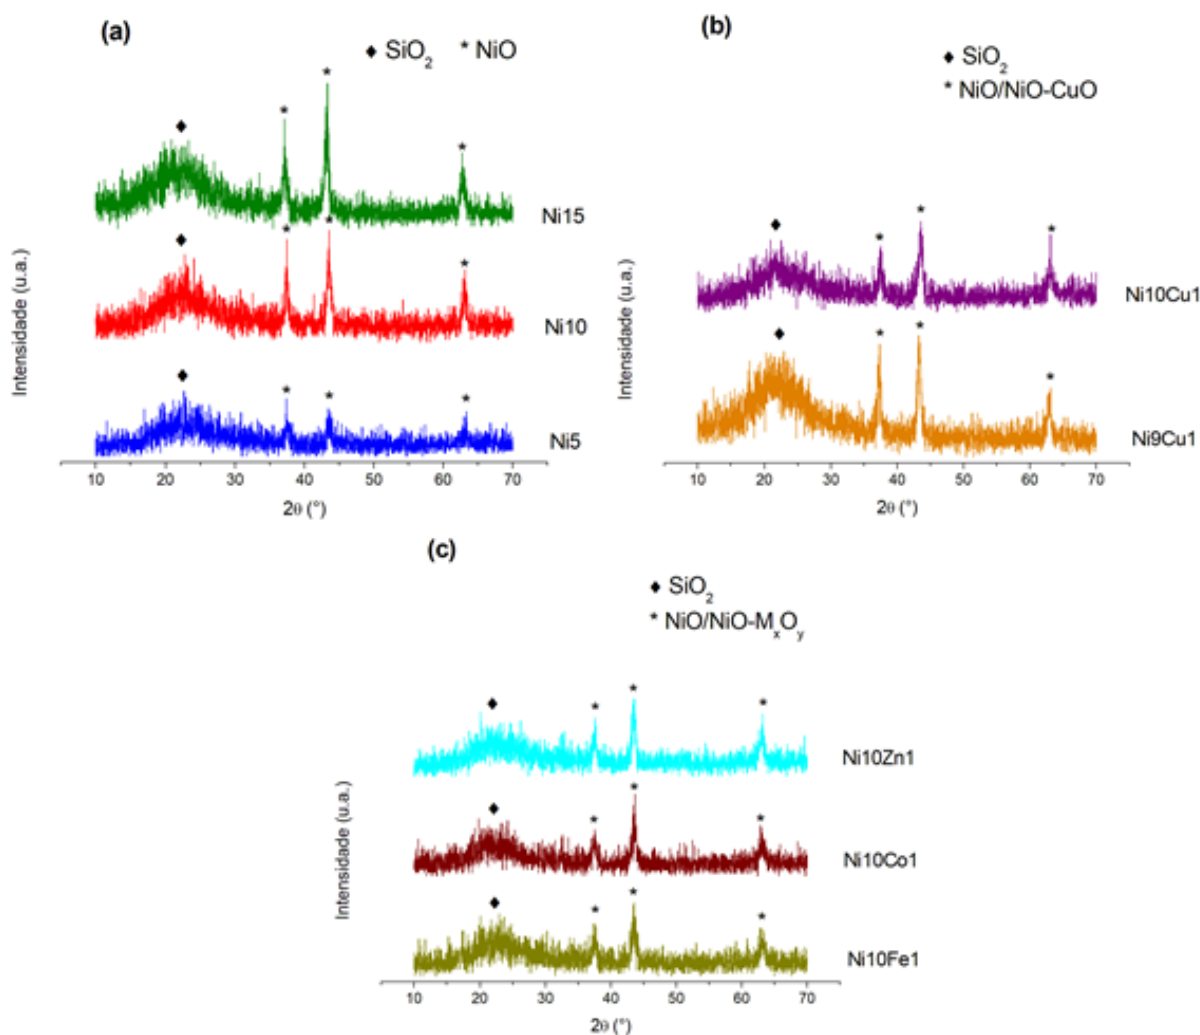 (a)
◆ SiO₂ * NiO
Ni15
Ni10
Ni5
Intensidade (u.a.)
10 20 30 40 50 60 70
2θ (°)
(b)
◆ SiO₂
* NiO/NiO-CuO
Ni10Cu1
Ni9Cu1
Intensidade (u.a.)
10 20 30 40 50 60 70
2θ (°)
(c)
◆ SiO₂
* NiO/NiO-MₓOᵧ
Ni10Zn1
Ni10Co1
Ni10Fe1
Intensidade (u.a.)
10 20 30 40 50 60 70
2θ (°)